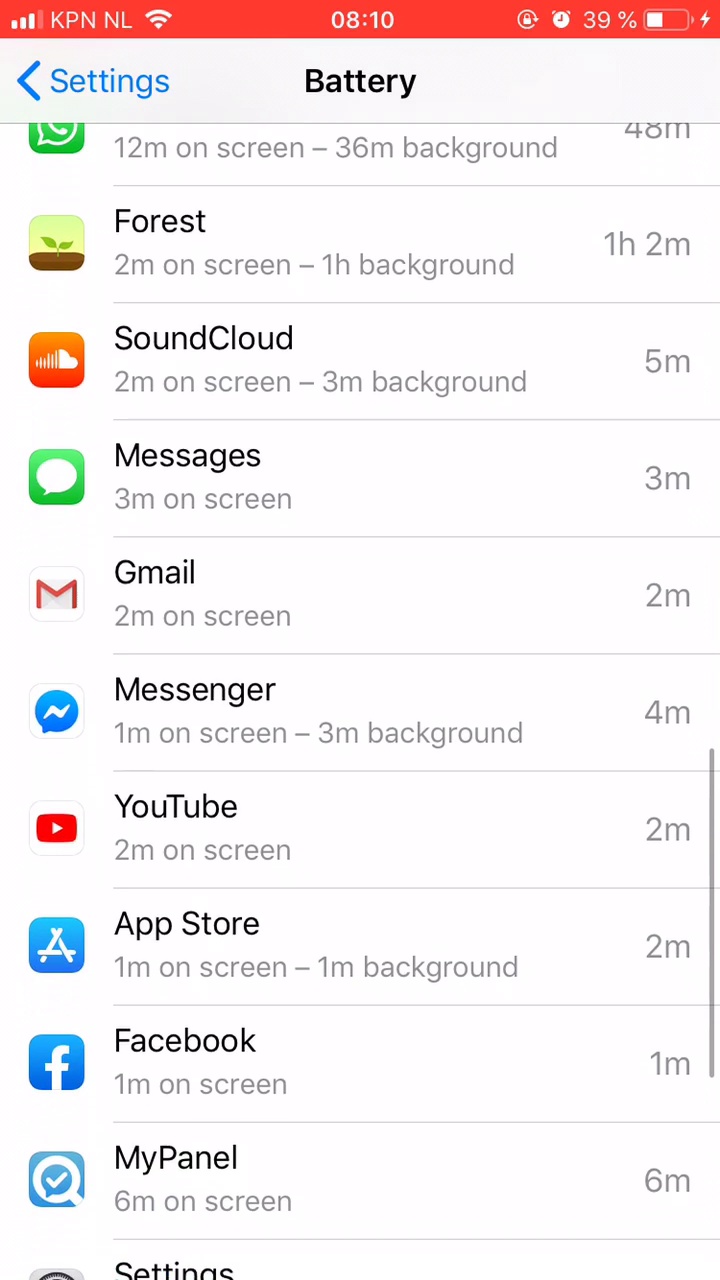 KPN NL 08:10 39 %
Settings Battery
48m
12m on screen – 36m background
Forest
2m on screen – 1h background
1h 2m
SoundCloud
2m on screen – 3m background
5m
Messages
3m on screen
3m
Gmail
2m on screen
2m
Messenger
1m on screen – 3m background
4m
YouTube
2m on screen
2m
App Store
1m on screen – 1m background
2m
Facebook
1m on screen
1m
MyPanel
6m on screen
6m
Settings